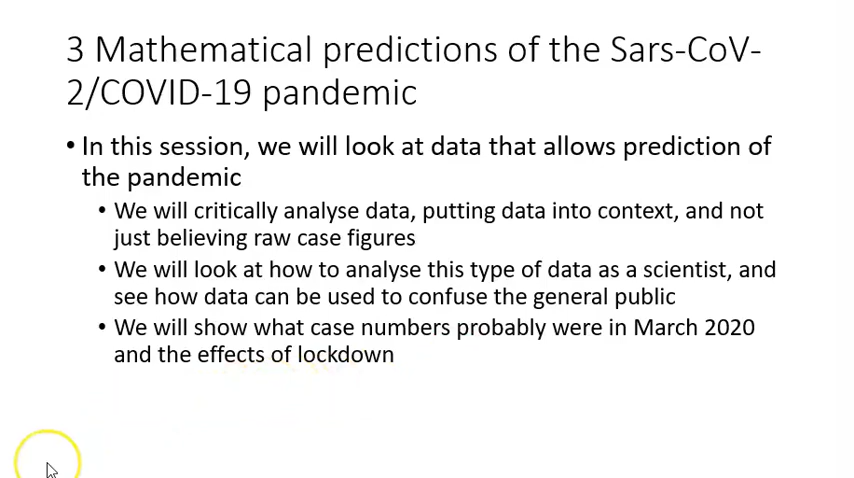 3 Mathematical predictions of the Sars-CoV-
2/COVID-19 pandemic
• In this session, we will look at data that allows prediction of
the pandemic
• We will critically analyse data, putting data into context, and not
just believing raw case figures
• We will look at how to analyse this type of data as a scientist, and
see how data can be used to confuse the general public
• We will show what case numbers probably were in March 2020
and the effects of lockdown